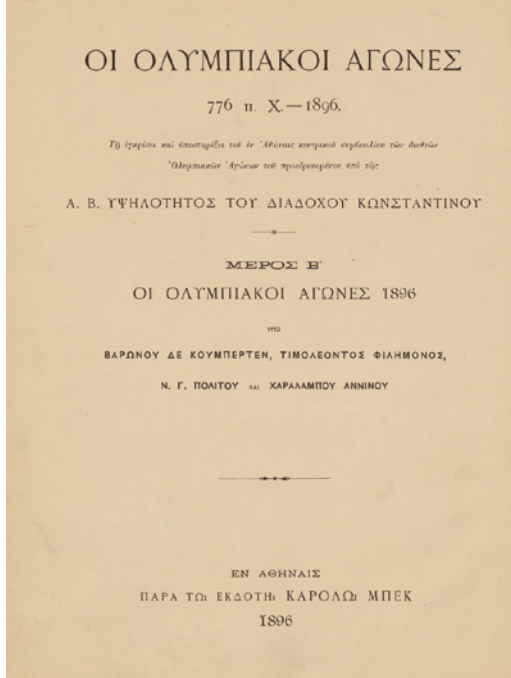 ΟΙ ΟΛΥΜΠΙΑΚΟΙ ΑΓΩΝΕΣ
776 π. Χ.—1896.
Τῇ ἐγκρίσει καὶ ὑποστηρίξει τοῦ ἐν Ἀθήναις κεντρικοῦ συμβουλίου τῶν διεθνῶν
Ὀλυμπιακῶν Ἀγώνων τοῦ προεδρευομένου ὑπὸ τῆς
Α. Β. ΥΨΗΛΟΤΗΤΟΣ ΤΟΥ ΔΙΑΔΟΧΟΥ ΚΩΝΣΤΑΝΤΙΝΟΥ
ΜΕΡΟΣ Β'
ΟΙ ΟΛΥΜΠΙΑΚΟΙ ΑΓΩΝΕΣ 1896
ΥΠΟ
ΒΑΡΩΝΟΥ ΔΕ ΚΟΥΜΠΕΡΤΕΝ, ΤΙΜΟΛΕΟΝΤΟΣ ΦΙΛΗΜΟΝΟΣ,
Ν. Γ. ΠΟΛΙΤΟΥ ΚΑΙ ΧΑΡΑΛΑΜΠΟΥ ΑΝΝΙΝΟΥ
ΕΝ ΑΘΗΝΑΙΣ
ΠΑΡΑ ΤΩι ΕΚΔΟΤΗι ΚΑΡΟΛΩι ΜΠΕΚ
1896